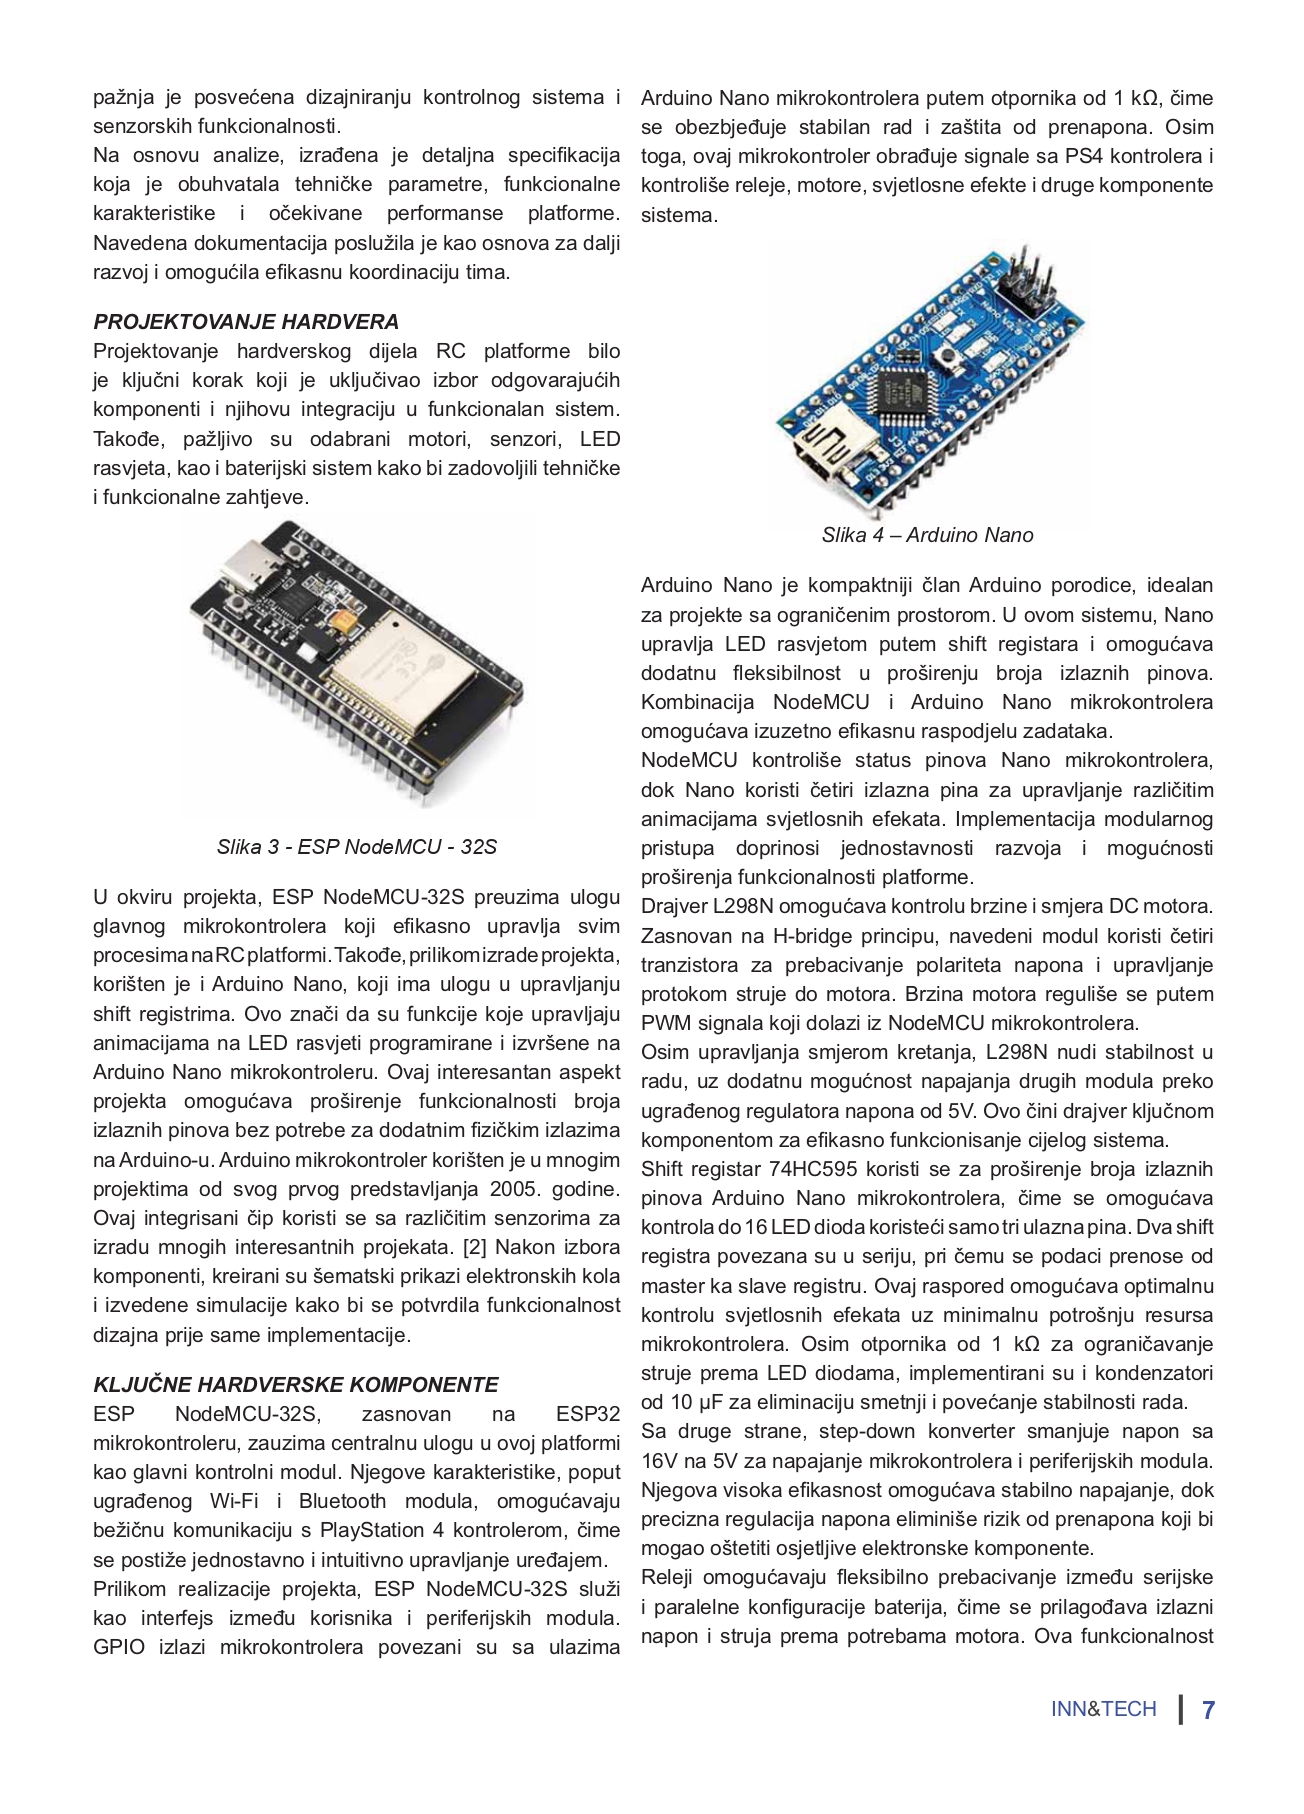 pažnja je posvećena dizajniranju kontrolnog sistema i
senzorskih funkcionalnosti.
Na osnovu analize, izrađena je detaljna specifikacija
koja je obuhvatala tehničke parametre, funkcionalne
karakteristike i očekivane performanse platforme.
Navedena dokumentacija poslužila je kao osnova za dalji
razvoj i omogućila efikasnu koordinaciju tima.
PROJEKTOVANJE HARDVERA
Projektovanje hardverskog dijela RC platforme bilo
je ključni korak koji je uključivao izbor odgovarajućih
komponenti i njihovu integraciju u funkcionalan sistem.
Takođe, pažljivo su odabrani motori, senzori, LED
rasvjeta, kao i baterijski sistem kako bi zadovoljili tehničke
i funkcionalne zahtjeve.
Slika 3 - ESP NodeMCU - 32S
U okviru projekta, ESP NodeMCU-32S preuzima ulogu
glavnog mikrokontrolera koji efikasno upravlja svim
procesima na RC platformi. Takođe, prilikom izrade projekta,
korišten je i Arduino Nano, koji ima ulogu u upravljanju
shift registrima. Ovo znači da su funkcije koje upravljaju
animacijama na LED rasvjeti programirane i izvršene na
Arduino Nano mikrokontroleru. Ovaj interesantan aspekt
projekta omogućava proširenje funkcionalnosti broja
izlaznih pinova bez potrebe za dodatnim fizičkim izlazima
na Arduino-u. Arduino mikrokontroler korišten je u mnogim
projektima od svog prvog predstavljanja 2005. godine.
Ovaj integrisani čip koristi se sa različitim senzorima za
izradu mnogih interesantnih projekata. [2] Nakon izbora
komponenti, kreirani su šematski prikazi elektronskih kola
i izvedene simulacije kako bi se potvrdila funkcionalnost
dizajna prije same implementacije.
KLJUČNE HARDVERSKE KOMPONENTE
ESP NodeMCU-32S, zasnovan na ESP32
mikrokontroleru, zauzima centralnu ulogu u ovoj platformi
kao glavni kontrolni modul. Njegove karakteristike, poput
ugrađenog Wi-Fi i Bluetooth modula, omogućavaju
bežičnu komunikaciju s PlayStation 4 kontrolerom, čime
se postiže jednostavno i intuitivno upravljanje uređajem.
Prilikom realizacije projekta, ESP NodeMCU-32S služi
kao interfejs između korisnika i periferijskih modula.
GPIO izlazi mikrokontrolera povezani su sa ulazima
Arduino Nano mikrokontrolera putem otpornika od 1 kΩ, čime
se obezbjeđuje stabilan rad i zaštita od prenapona. Osim
toga, ovaj mikrokontroler obrađuje signale sa PS4 kontrolera i
kontroliše releje, motore, svjetlosne efekte i druge komponente
sistema.
Slika 4 – Arduino Nano
Arduino Nano je kompaktniji član Arduino porodice, idealan
za projekte sa ograničenim prostorom. U ovom sistemu, Nano
upravlja LED rasvjetom putem shift registara i omogućava
dodatnu fleksibilnost u proširenju broja izlaznih pinova.
Kombinacija NodeMCU i Arduino Nano mikrokontrolera
omogućava izuzetno efikasnu raspodjelu zadataka.
NodeMCU kontroliše status pinova Nano mikrokontrolera,
dok Nano koristi četiri izlazna pina za upravljanje različitim
animacijama svjetlosnih efekata. Implementacija modularnog
pristupa doprinosi jednostavnosti razvoja i mogućnosti
proširenja funkcionalnosti platforme.
Drajver L298N omogućava kontrolu brzine i smjera DC motora.
Zasnovan na H-bridge principu, navedeni modul koristi četiri
tranzistora za prebacivanje polariteta napona i upravljanje
protokom struje do motora. Brzina motora reguliše se putem
PWM signala koji dolazi iz NodeMCU mikrokontrolera.
Osim upravljanja smjerom kretanja, L298N nudi stabilnost u
radu, uz dodatnu mogućnost napajanja drugih modula preko
ugrađenog regulatora napona od 5V. Ovo čini drajver ključnom
komponentom za efikasno funkcionisanje cijelog sistema.
Shift registar 74HC595 koristi se za proširenje broja izlaznih
pinova Arduino Nano mikrokontrolera, čime se omogućava
kontrola do 16 LED dioda koristeći samo tri ulazna pina. Dva shift
registra povezana su u seriju, pri čemu se podaci prenose od
master ka slave registru. Ovaj raspored omogućava optimalnu
kontrolu svjetlosnih efekata uz minimalnu potrošnju resursa
mikrokontrolera. Osim otpornika od 1 kΩ za ograničavanje
struje prema LED diodama, implementirani su i kondenzatori
od 10 μF za eliminaciju smetnji i povećanje stabilnosti rada.
Sa druge strane, step-down konverter smanjuje napon sa
16V na 5V za napajanje mikrokontrolera i periferijskih modula.
Njegova visoka efikasnost omogućava stabilno napajanje, dok
precizna regulacija napona eliminiše rizik od prenapona koji bi
mogao oštetiti osjetljive elektronske komponente.
Releji omogućavaju fleksibilno prebacivanje između serijske
i paralelne konfiguracije baterija, čime se prilagođava izlazni
napon i struja prema potrebama motora. Ova funkcionalnost
INN&TECH | 7